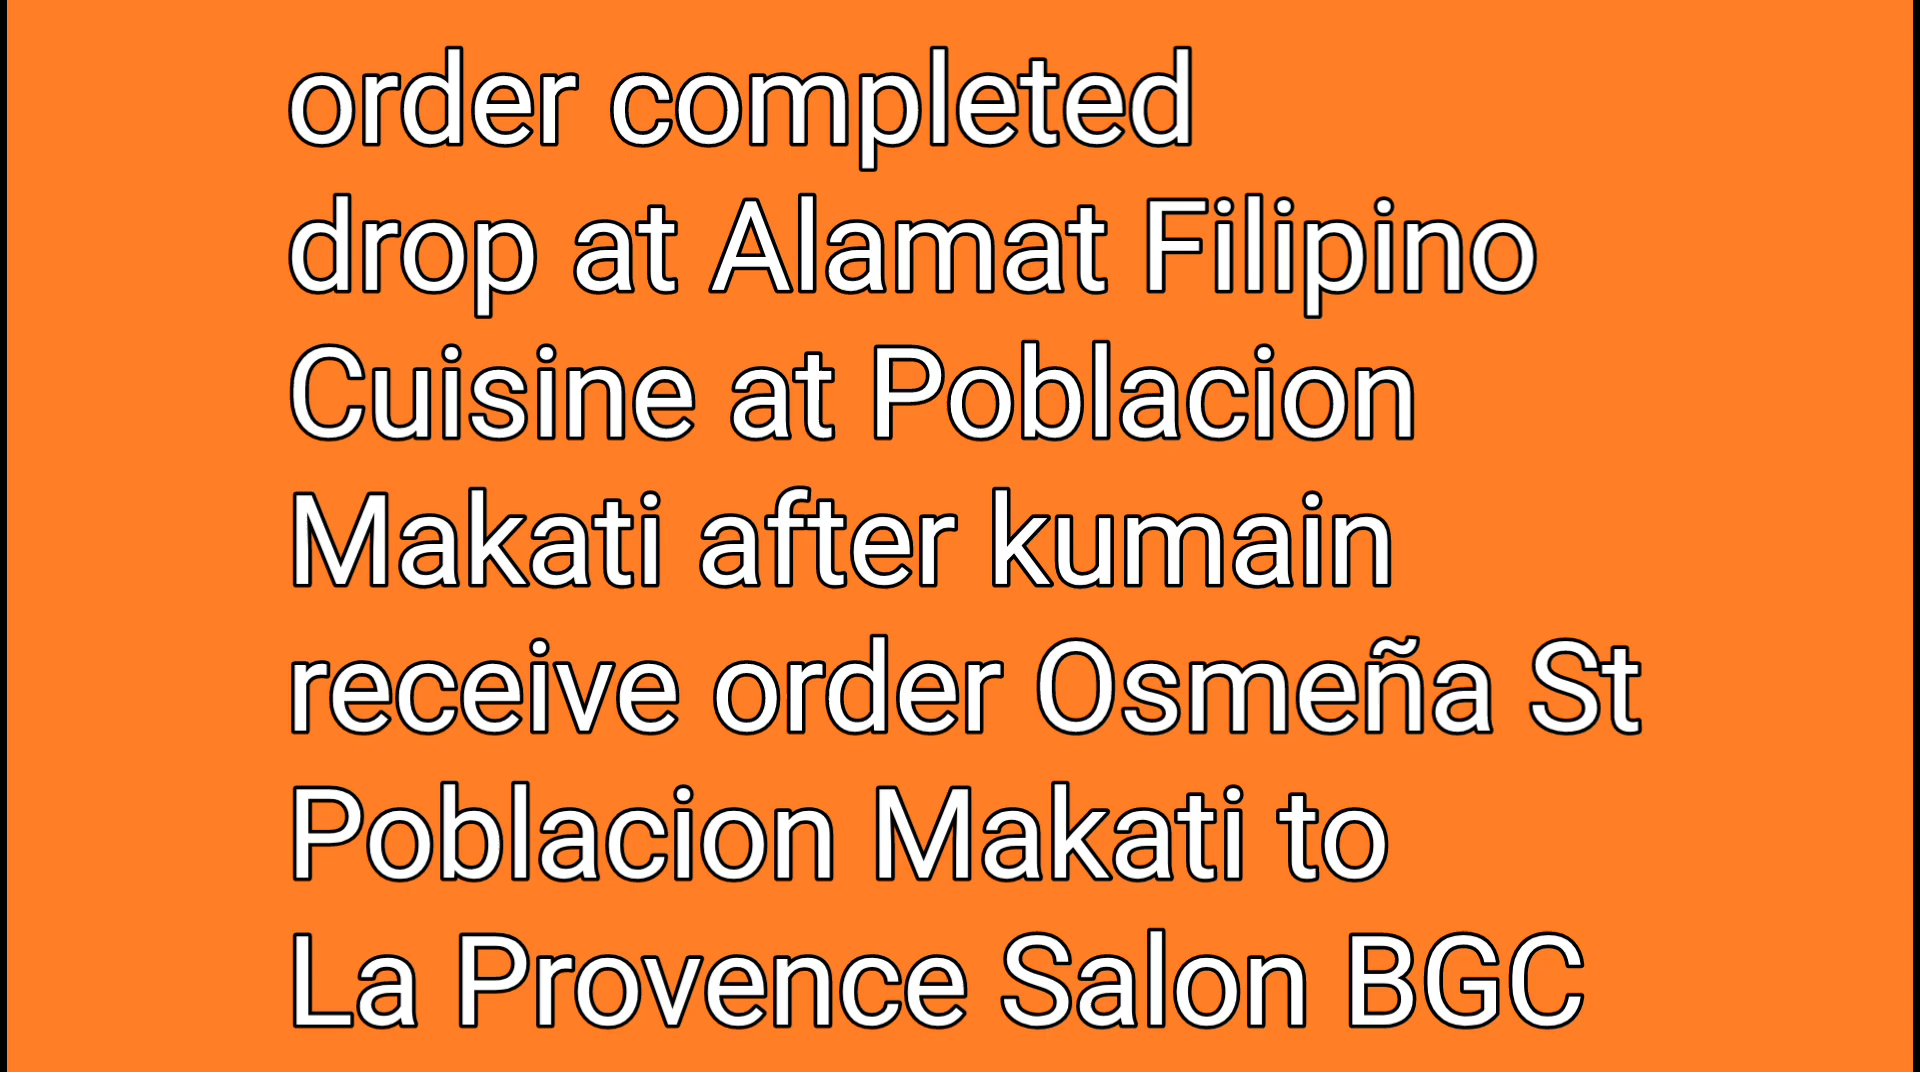 order completed
drop at Alamat Filipino
Cuisine at Poblacion
Makati after kumain
receive order Osmeña St
Poblacion Makati to
La Provence Salon BGC